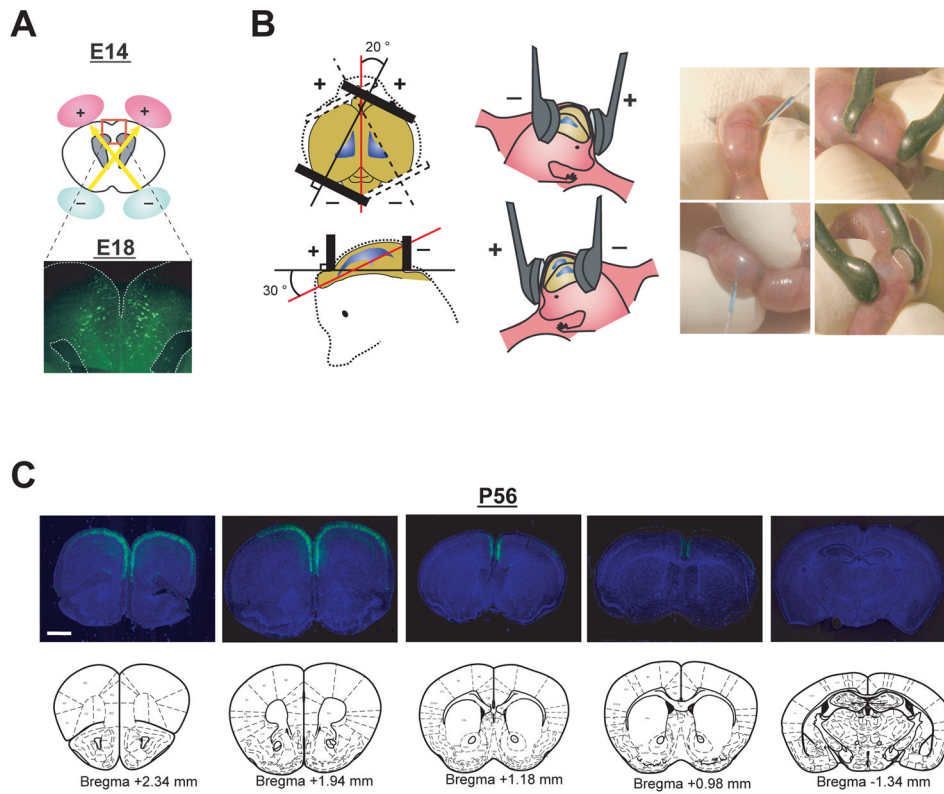 A
E14
+ +
− −
E18
B
20 °
+ +
− −
+ −
30 °
− +
+ −
C
P56
Bregma +2.34 mm
Bregma +1.94 mm
Bregma +1.18 mm
Bregma +0.98 mm
Bregma -1.34 mm